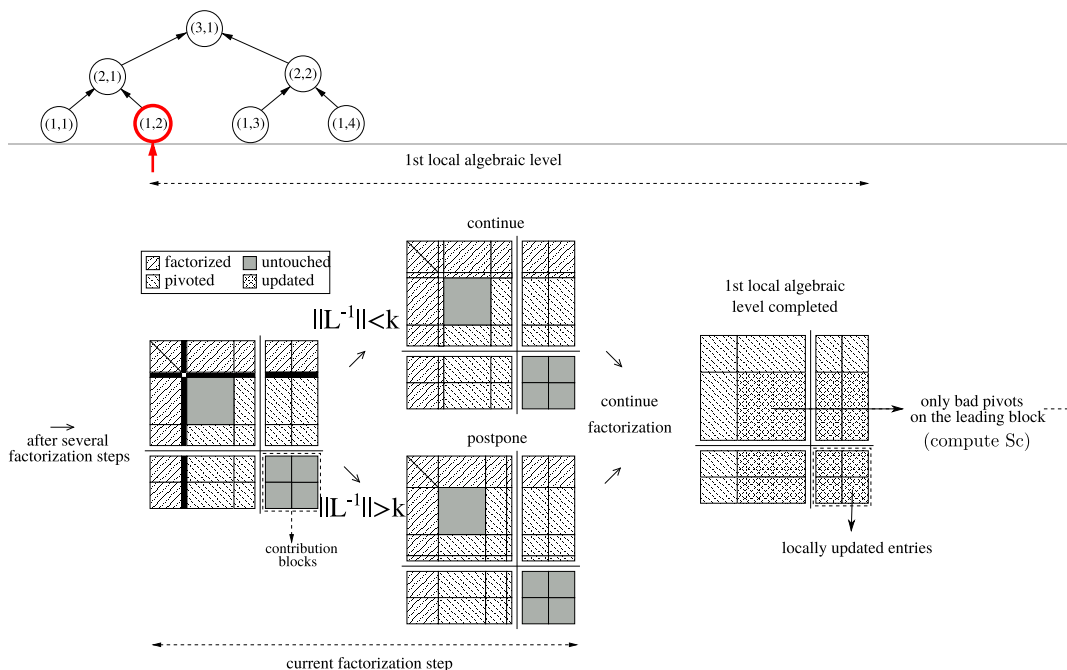 (3,1)
(2,1)
(2,2)
(1,1)
(1,2)
(1,3)
(1,4)
1st local algebraic level
continue
factorized
untouched
pivoted
updated
||L⁻¹||<k
1st local algebraic
level completed
after several
factorization steps
continue
factorization
only bad pivots
on the leading block
(compute Sc)
postpone
||L⁻¹||>k
contribution
blocks
locally updated entries
current factorization step